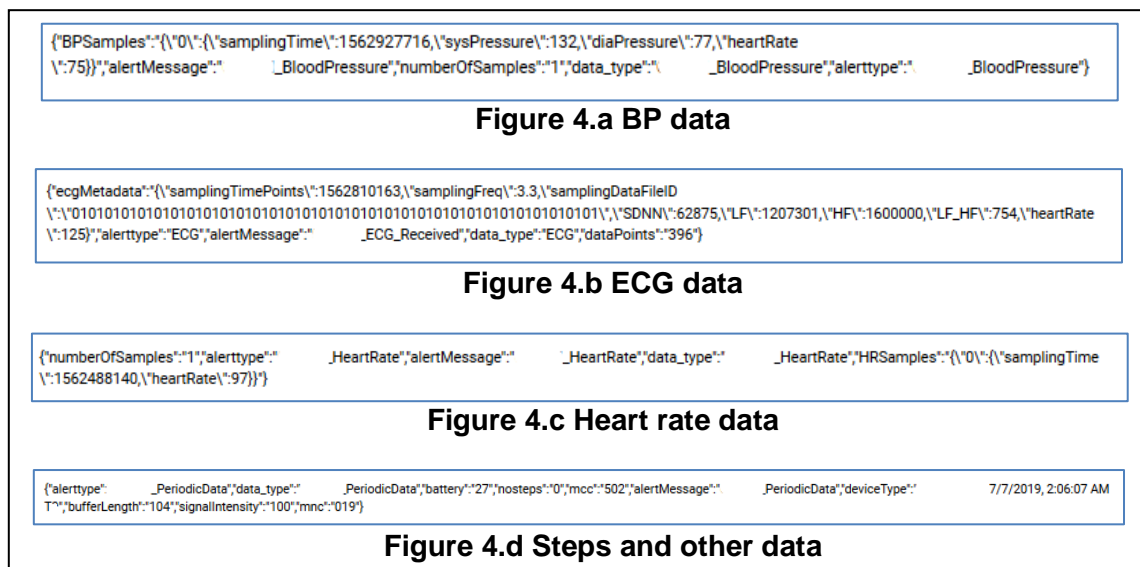 {"BPSamples":"{\"0\":{\"samplingTime\":1562927716,\"sysPressure\":132,\"diaPressure\":77,\"heartRate
\":75}}","alertMessage":" _BloodPressure","numberOfSamples":"1","data_type":"\ _BloodPressure","alerttype":" _BloodPressure"}
Figure 4.a BP data
{"ecgMetadata":"{\"samplingTimePoints\":1562810163,\"samplingFreq\":3.3,\"samplingDataFileID
\":\"0101010101010101010101010101010101010101010101010101010101010101\",\"SDNN\":62875,\"LF\":1207301,\"HF\":1600000,\"LF_HF\":754,\"heartRate
\":125}","alerttype":"ECG","alertMessage":" _ECG_Received","data_type":"ECG","dataPoints":"396"}
Figure 4.b ECG data
{"numberOfSamples":"1","alerttype":" _HeartRate","alertMessage":" _HeartRate","data_type":" _HeartRate","HRSamples":"{\"0\":{\"samplingTime
\":1562488140,\"heartRate\":97}}"}
Figure 4.c Heart rate data
{"alerttype": _PeriodicData","data_type":" _PeriodicData","battery":"27","nosteps":"0","mcc":"502","alertMessage":" _PeriodicData","deviceType":" 7/7/2019, 2:06:07 AM
","bufferLength":"104","signalIntensity":"100","mnc":"019"}
Figure 4.d Steps and other data